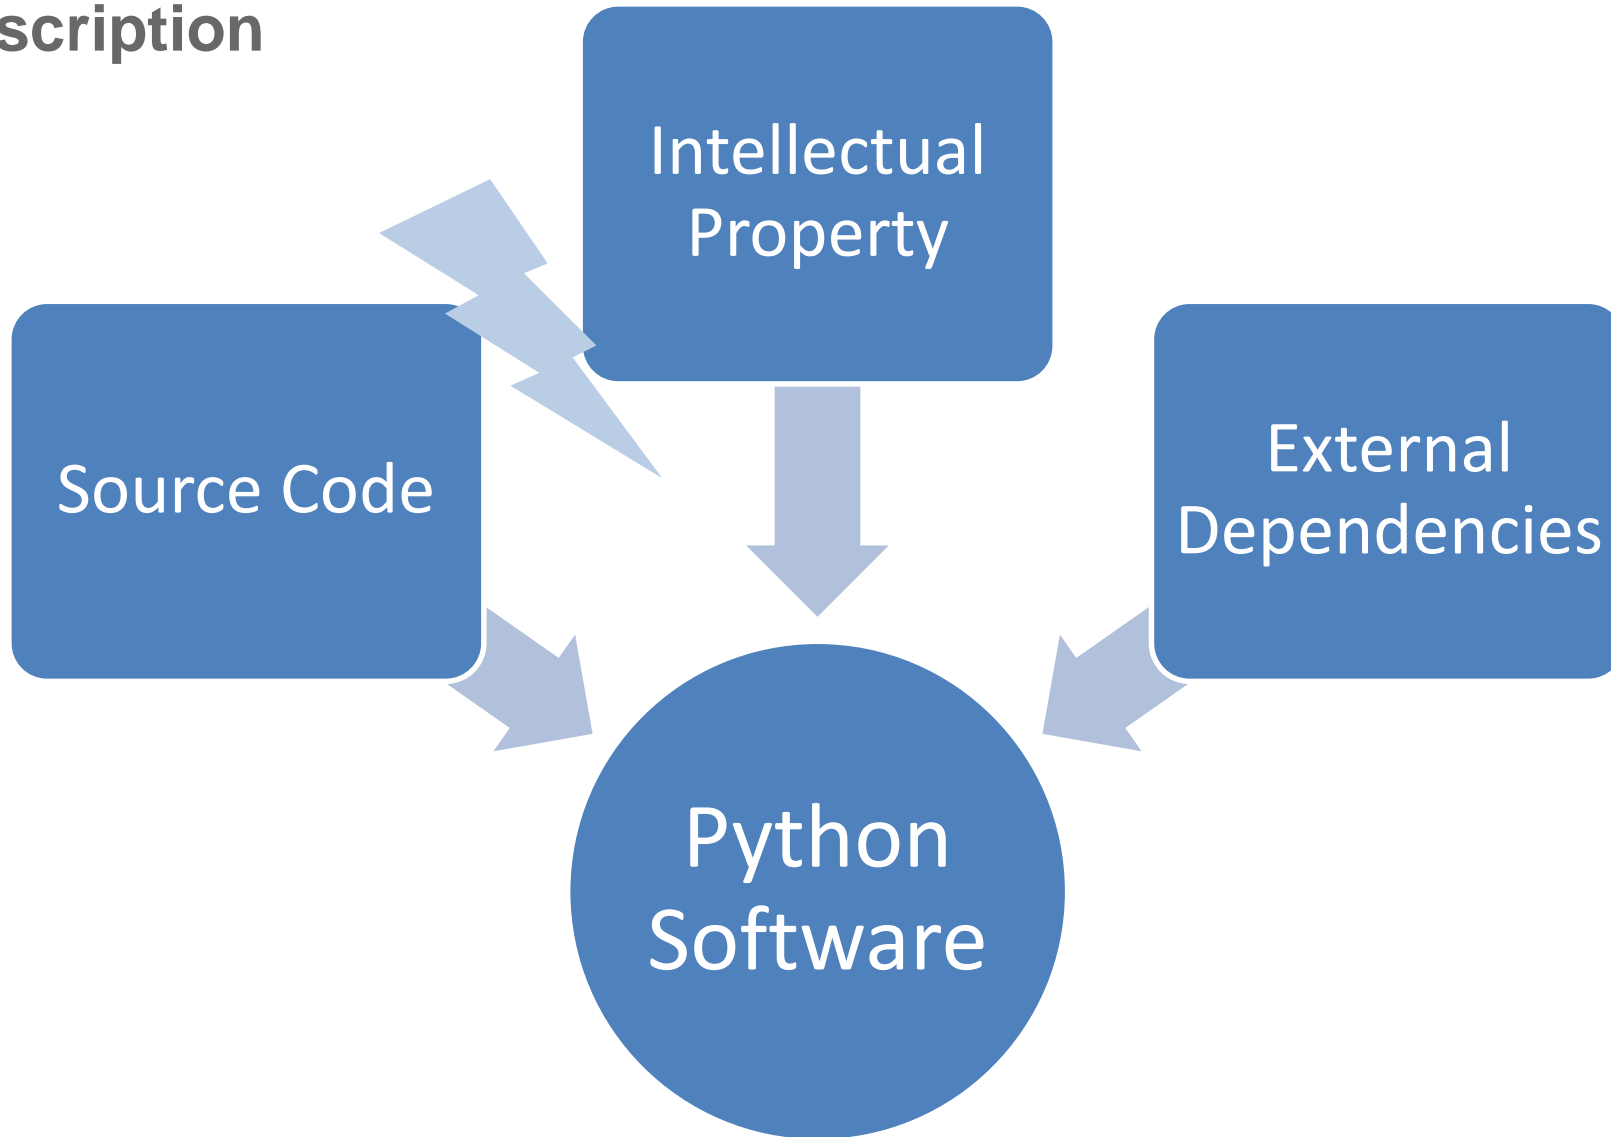 scription
Intellectual
Property
Source Code
External
Dependencies
Python
Software